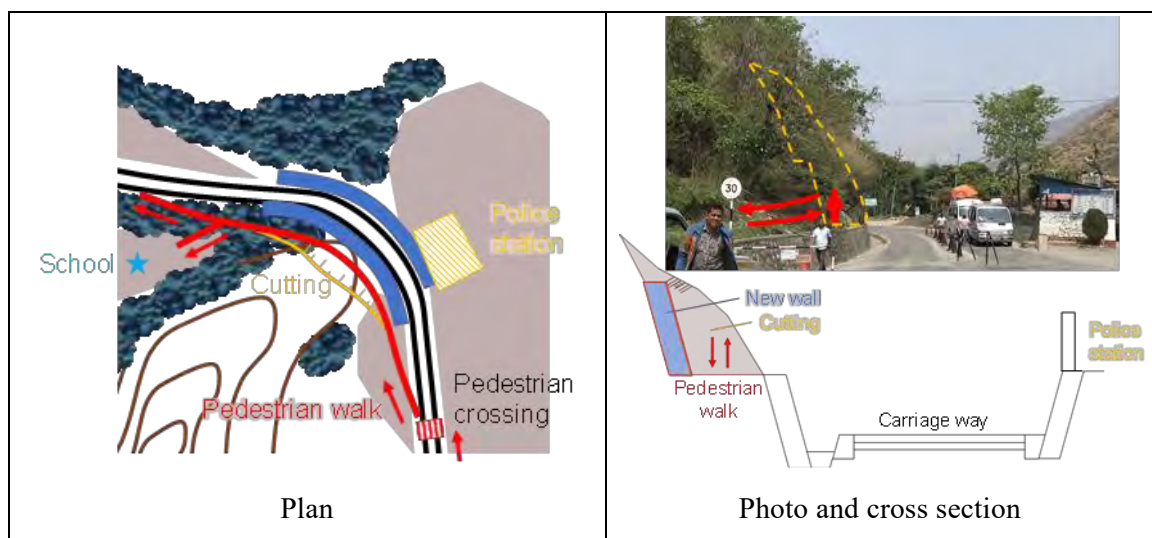 Police
station
School
Cutting
Pedestrian walk
Pedestrian
crossing
Plan
30
New wall
Cutting
Police
station
Pedestrian
walk
Carriage way
Photo and cross section